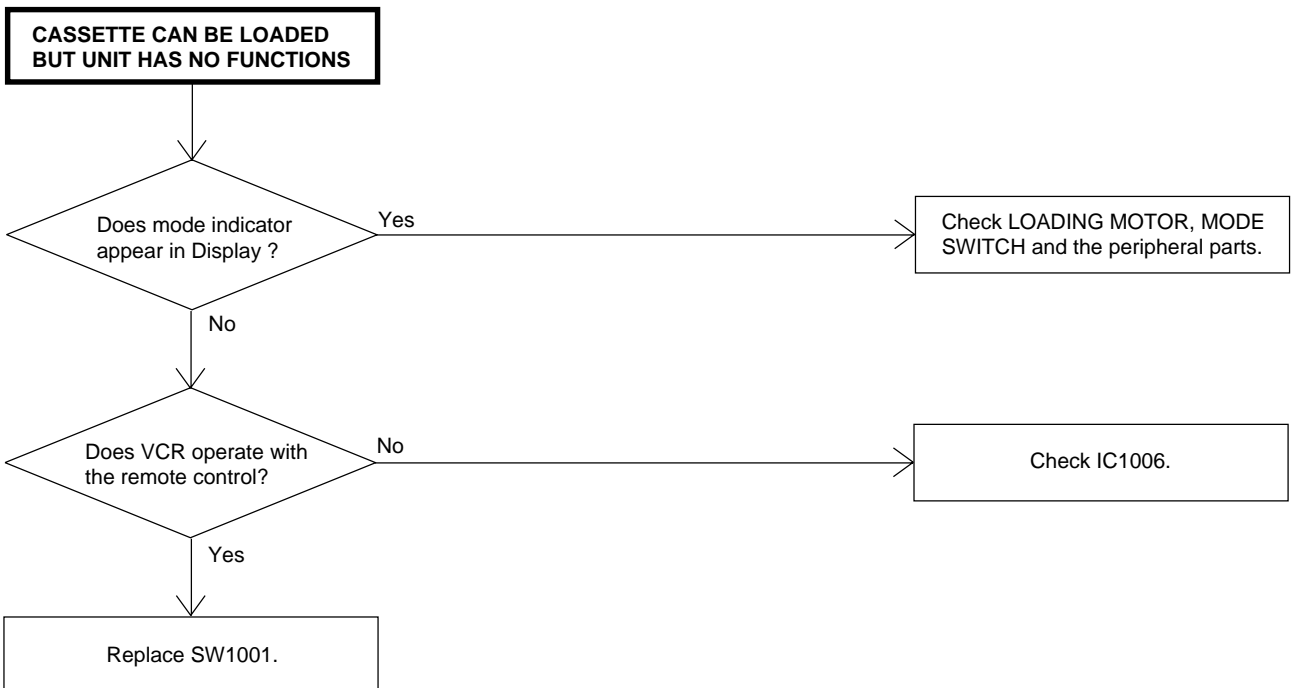 CASSETTE CAN BE LOADED
BUT UNIT HAS NO FUNCTIONS
Does mode indicator
appear in Display ?
Yes
Check LOADING MOTOR, MODE
SWITCH and the peripheral parts.
No
Does VCR operate with
the remote control?
No
Check IC1006.
Yes
Replace SW1001.